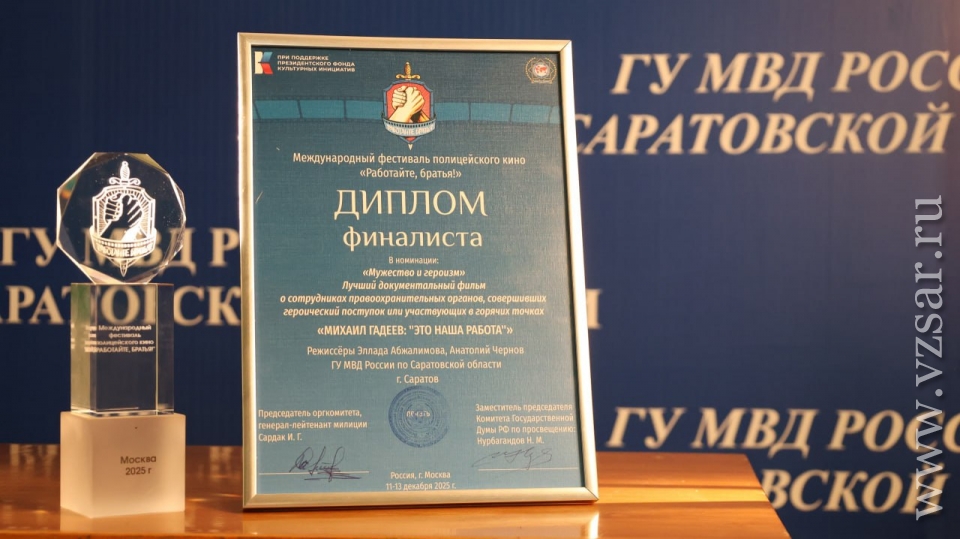 ПРИ ПОДДЕРЖКЕ
ПРЕЗИДЕНТСКОГО ФОНДА
КУЛЬТУРНЫХ ИНИЦИАТИВ
Международный фестиваль полицейского кино
«Работайте, братья!»
ДИПЛОМ
финалиста
В номинации:
«Мужество и героизм»
Лучший документальный фильм
о сотрудниках правоохранительных органов, совершивших
героический поступок или участвующих в горячих точках
«МИХАИЛ ГАДЕЕВ: "ЭТО НАША РАБОТА"»
Режиссёры Эллада Абжалимова, Анатолий Чернов
ГУ МВД России по Саратовской области
г. Саратов
Председатель оргкомитета,
генерал-лейтенант милиции
Сардак И. Г.
Заместитель председателя
Комитета Государственной
Думы РФ по просвещению:
Нурбагандов Н. М.
Россия, г. Москва
11-13 декабря 2025 г.
Международный
фестиваль
полицейского кино
РАБОТАЙТЕ, БРАТЬЯ!"
Москва
2025 г
ГУ МВД РОСС
САРАТОВСКОЙ
ГУ МВД РО
АРАТОВСК
И
ГУ МВД РОСС
ВСКОЙ
www.vzsar.ru